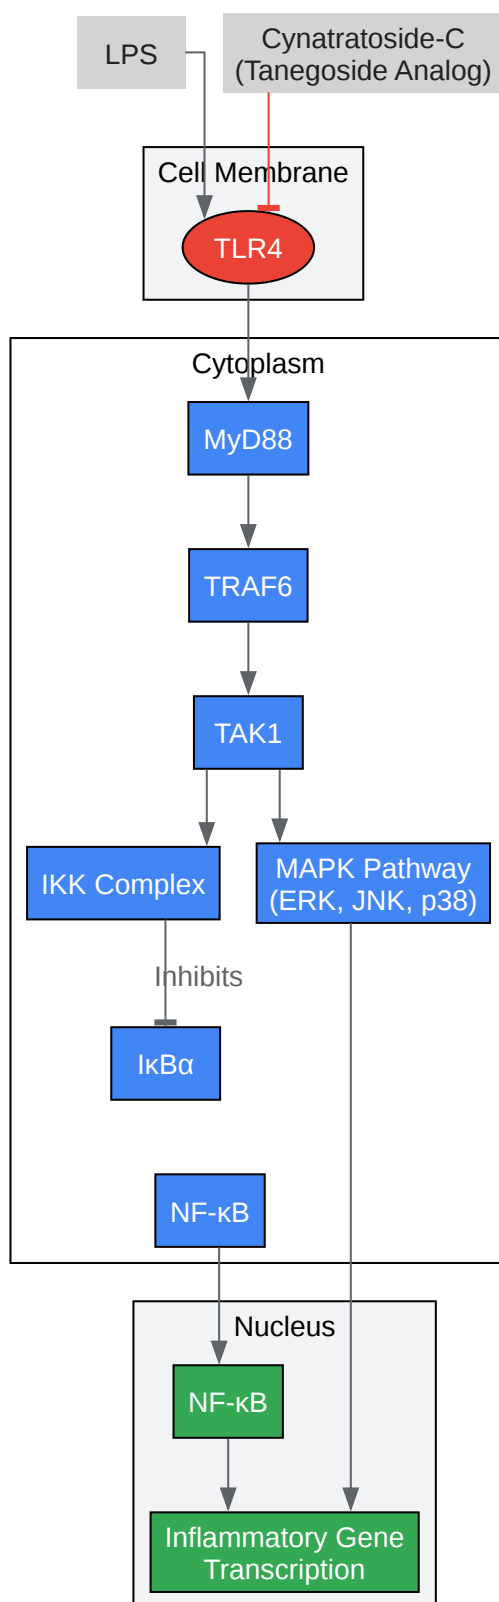 LPS
Cynatratoside-C
(Tanegoside Analog)
Cell Membrane
TLR4
Cytoplasm
MyD88
TRAF6
TAK1
IKK Complex
MAPK Pathway
(ERK, JNK, p38)
Inhibits
IκBα
NF-κB
Nucleus
NF-κB
Inflammatory Gene
Transcription